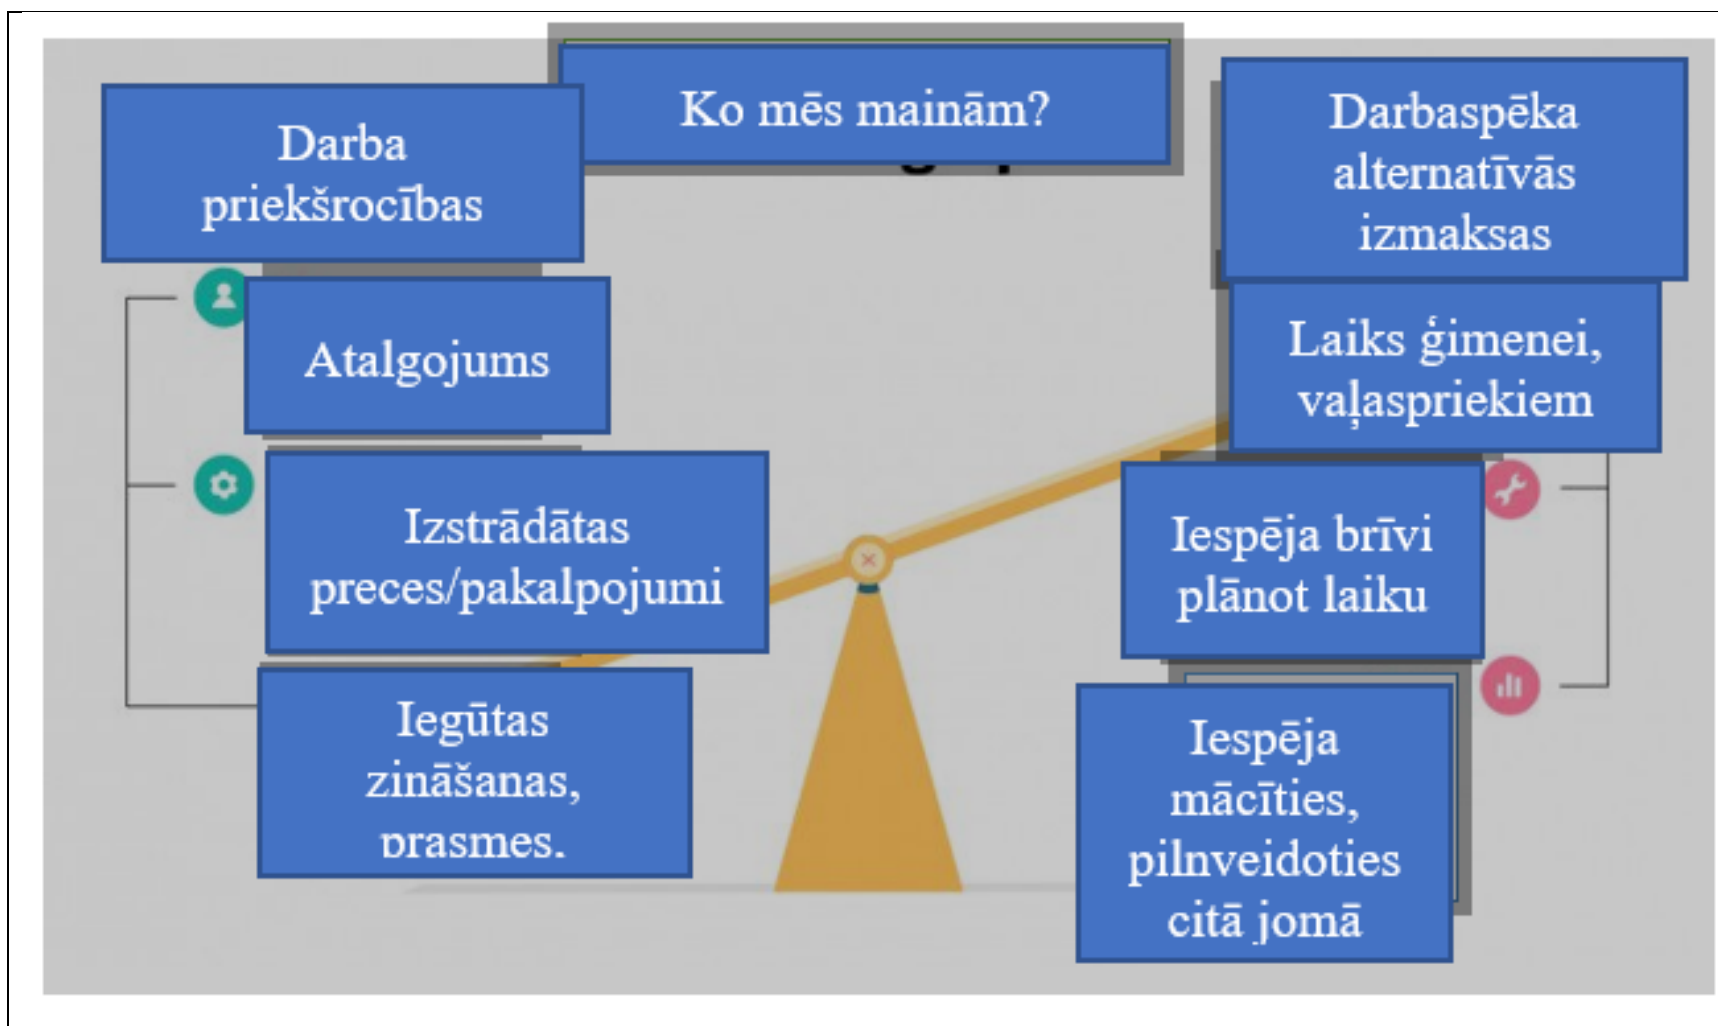 Ko mēs mainām?
Darba
priekšrocības
Atalgojums
Izstrādātas
preces/pakalpojumi
Iegūtas
zināšanas,
prasmes.
Darbaspēka
alternatīvās
izmaksas
Laiks ģimenei,
vaļaspriekiem
Iespēja brīvi
plānot laiku
Iespēja
mācīties,
pilnveidoties
citā jomā